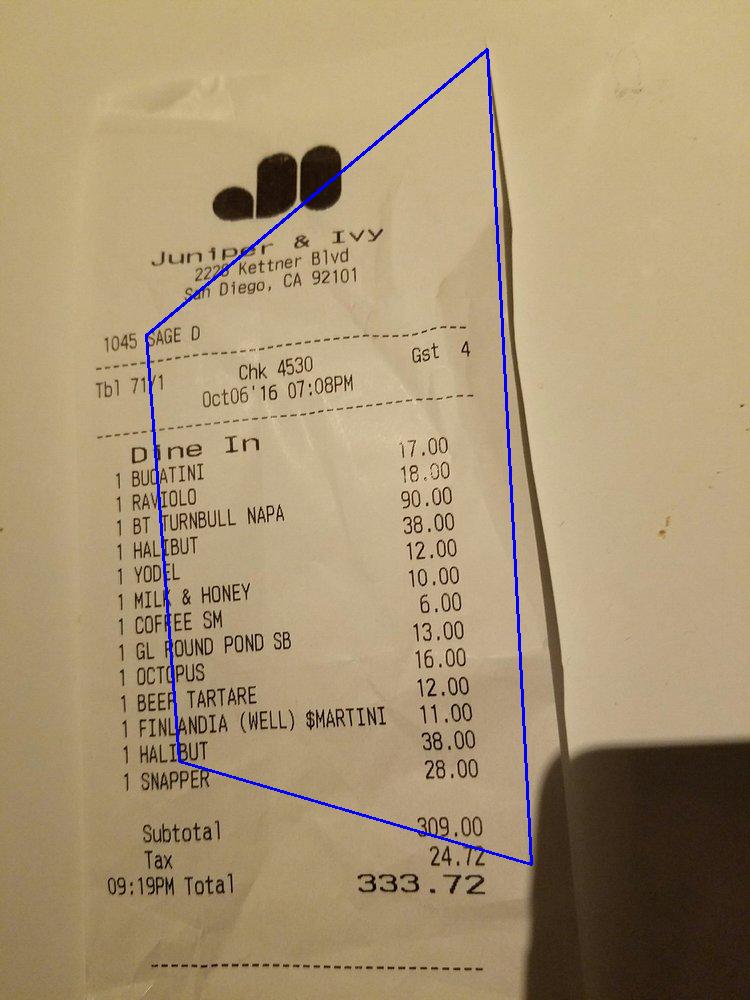 Juniper & Ivy
2228 Kettner Blvd
San Diego, CA 92101
1045 SAGE D
Tbl 71/1 Chk 4530 Gst 4
Oct06'16 07:08PM
Dine In
1 BUCATINI 17.00
1 RAVIOLO 18.00
1 BT TURNBULL NAPA 90.00
1 HALIBUT 38.00
1 YODEL 12.00
1 MILK & HONEY 10.00
1 COFFEE SM 6.00
1 GL ROUND POND SB 13.00
1 OCTOPUS 16.00
1 BEEF TARTARE 12.00
1 FINLANDIA (WELL) $MARTINI 11.00
1 HALIBUT 38.00
1 SNAPPER 28.00
Subtotal 309.00
Tax 24.72
09:19PM Total 333.72